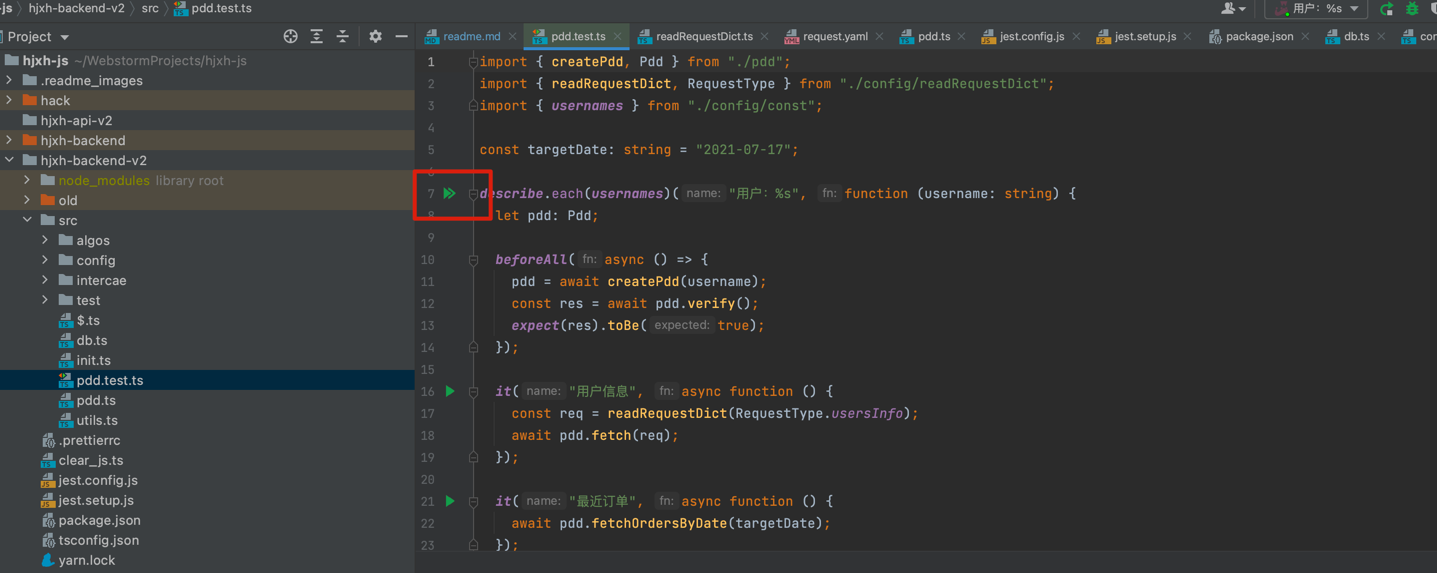 -js 〉 hjxh-backend-v2 〉 src 〉 pdd.test.ts
用户: %s
Project
readme.md
pdd.test.ts
readRequestDict.ts
request.yaml
pdd.ts
jest.config.js
jest.setup.js
package.json
db.ts
cor
hjxh-js ~/WebstormProjects/hjxh-js
.readme_images
hack
hjxh-api-v2
hjxh-backend
hjxh-backend-v2
node_modules library root
old
src
algos
config
intercae
test
$.ts
db.ts
init.ts
pdd.test.ts
pdd.ts
utils.ts
.prettierrc
clear_js.ts
jest.config.js
jest.setup.js
package.json
tsconfig.json
yarn.lock
1 import { createPdd, Pdd } from "./pdd";
2 import { readRequestDict, RequestType } from "./config/readRequestDict";
3 import { usernames } from "./config/const";
4
5 const targetDate: string = "2021-07-17";
6
7 describe.each(usernames)( name: "用户: %s", fn: function (username: string) {
8 let pdd: Pdd;
9
10 beforeAll( fn: async () => {
11 pdd = await createPdd(username);
12 const res = await pdd.verify();
13 expect(res).toBe( expected: true);
14 });
15
16 it( name: "用户信息", fn: async function () {
17 const req = readRequestDict(RequestType.usersInfo);
18 await pdd.fetch(req);
19 });
20
21 it( name: "最近订单", fn: async function () {
22 await pdd.fetchOrdersByDate(targetDate);
23 });